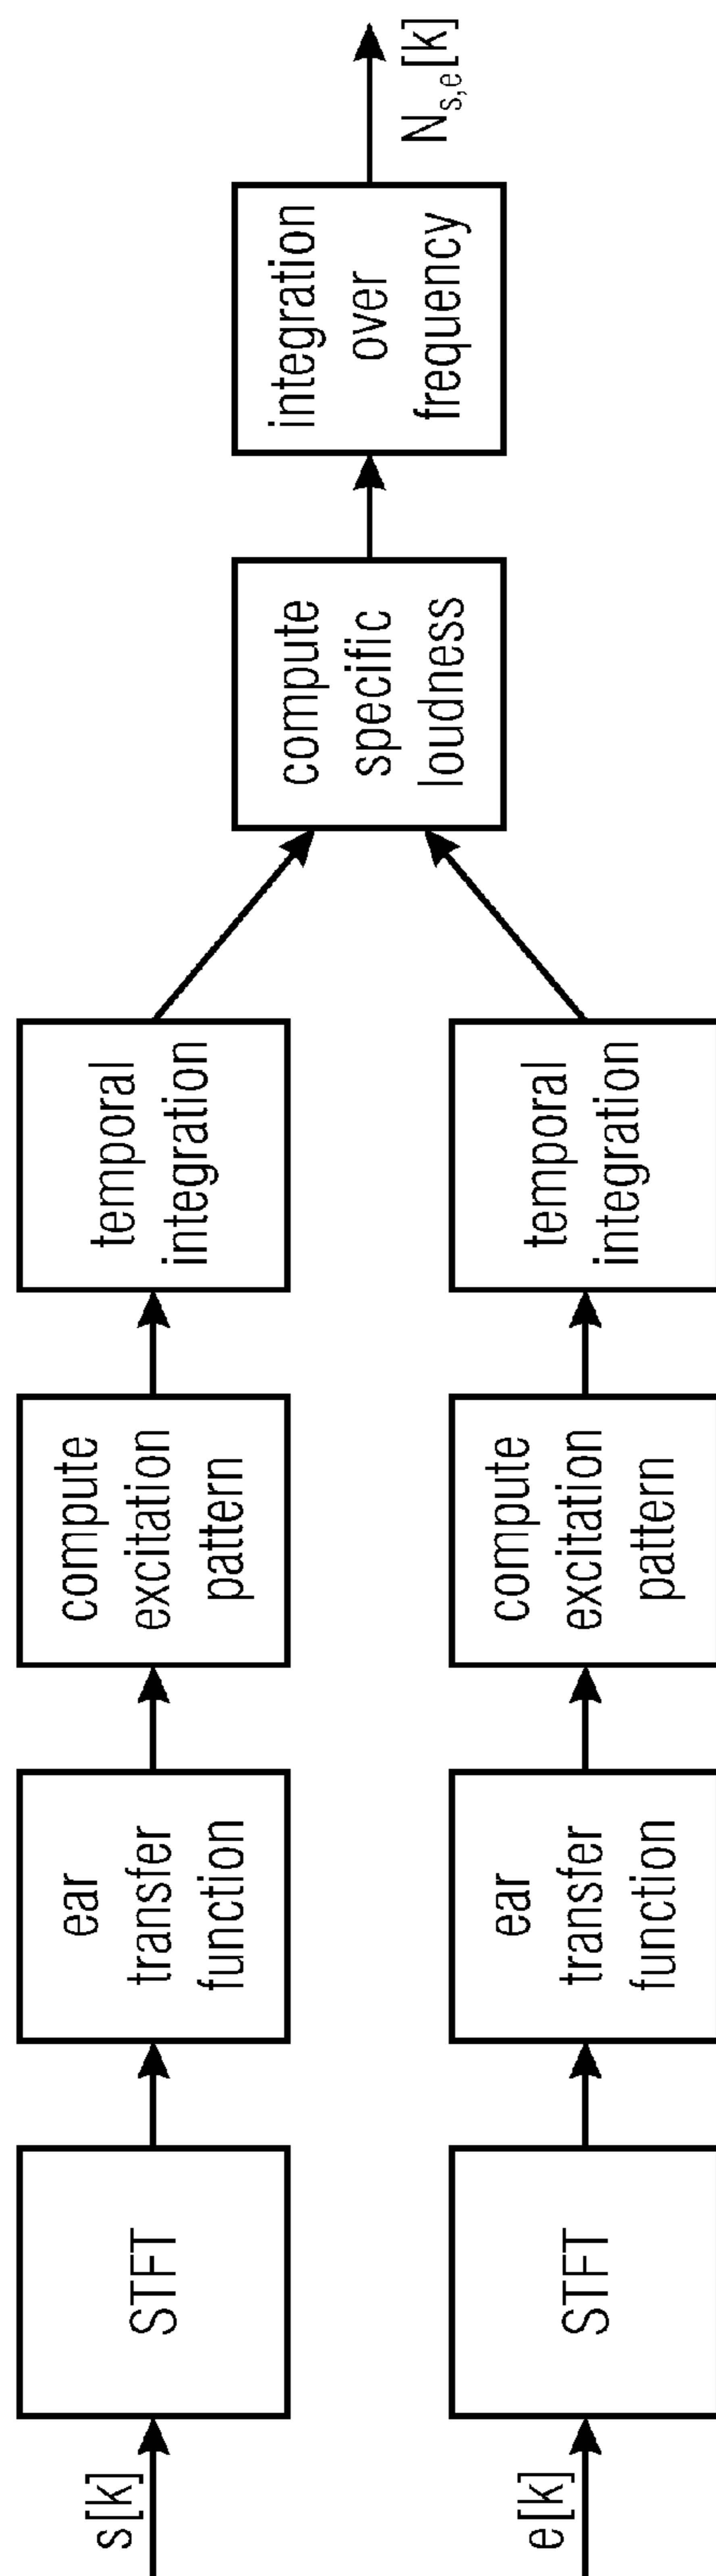 s[k]
STFT
ear
transfer
function
compute
excitation
pattern
temporal
integration
e[k]
STFT
ear
transfer
function
compute
excitation
pattern
temporal
integration
compute
specific
loudness
integration
over
frequency
N_{s,e}[k]